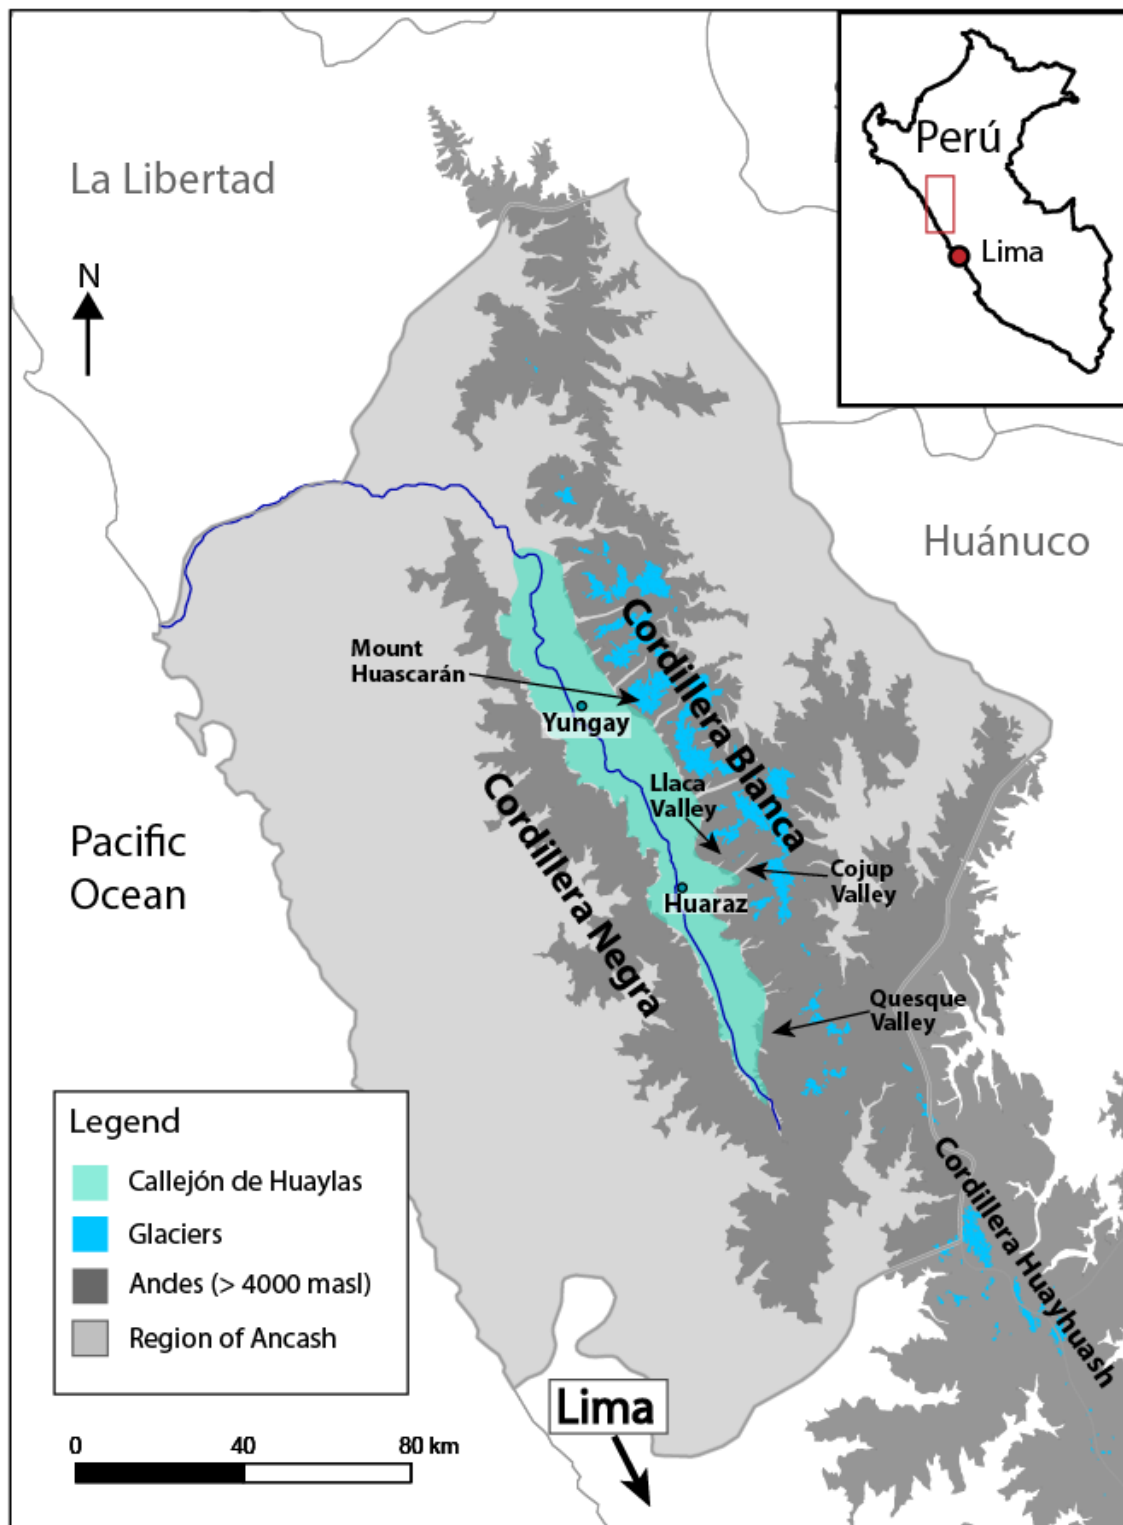 Perú
Lima
La Libertad
N
Huánuco
Cordillera Blanca
Mount
Huascarán
Yungay
Llaca
Valley
Cordillera Negra
Pacific
Ocean
Cojup
Valley
Huaraz
Quesque
Valley
Legend
Callejón de Huaylas
Glaciers
Andes (> 4000 masl)
Region of Ancash
Cordillera Huayhuash
Lima
0 40 80 km